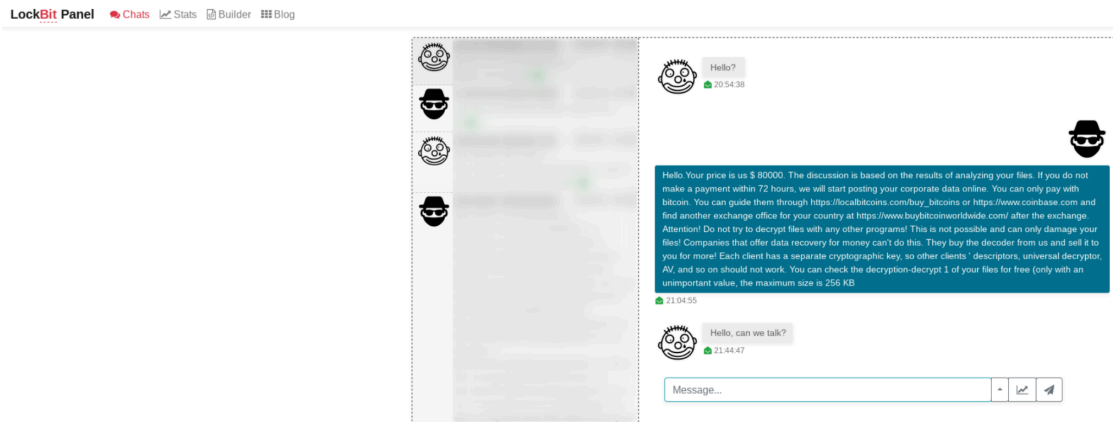 LockBit Panel
Chats
Stats
Builder
Blog
Hello?
20:54:38
Hello.Your price is us $ 80000. The discussion is based on the results of analyzing your files. If you do not
make a payment within 72 hours, we will start posting your corporate data online. You can only pay with
bitcoin. You can guide them through https://localbitcoins.com/buy_bitcoins or https://www.coinbase.com and
find another exchange office for your country at https://www.buybitcoinworldwide.com/ after the exchange.
Attention! Do not try to decrypt files with any other programs! This is not possible and can only damage your
files! Companies that offer data recovery for money can't do this. They buy the decoder from us and sell it to
you for more! Each client has a separate cryptographic key, so other clients ' descriptors, universal decryptor,
AV, and so on should not work. You can check the decryption-decrypt 1 of your files for free (only with an
unimportant value, the maximum size is 256 KB
21:04:55
Hello, can we talk?
21:44:47
Message...